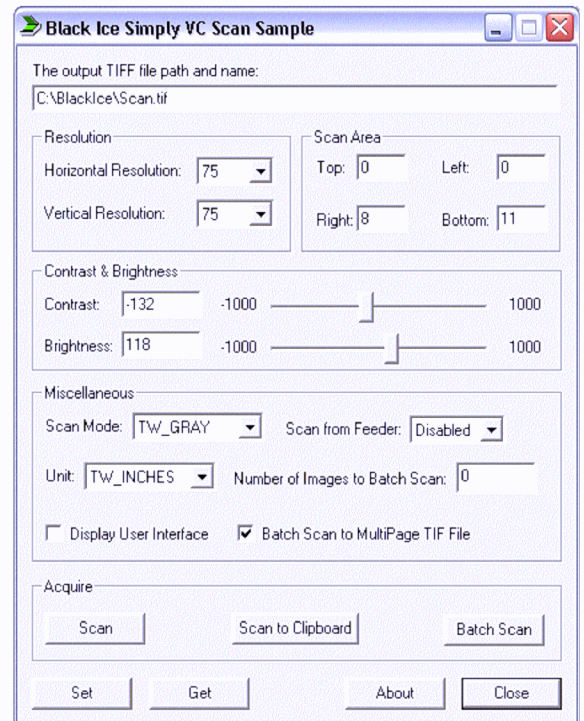 Black Ice Simply VC Scan Sample
The output TIFF file path and name:
C:\BlackIce\Scan.tif
Resolution
Horizontal Resolution: 75
Vertical Resolution: 75
Scan Area
Top: 0 Left: 0
Right: 8 Bottom: 11
Contrast & Brightness
Contrast: -132 -1000 1000
Brightness: 118 -1000 1000
Miscellaneous
Scan Mode: TW_GRAY Scan from Feeder: Disabled
Unit: TW_INCHES Number of Images to Batch Scan: 0
Display User Interface Batch Scan to MultiPage TIF File
Acquire
Scan Scan to Clipboard Batch Scan
Set Get About Close